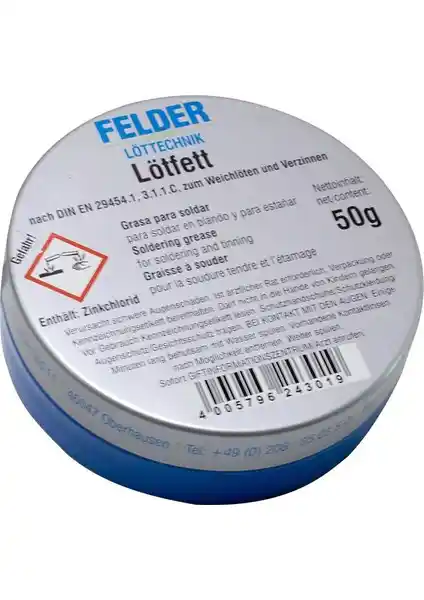 FELDER
LÖTTECHNIK
Lötfett
nach DIN EN 29454.1, 3.1.1.C. zum Weichlöten und Verzinnen
Grasa para soldar
para soldar en blando y para estañar
Soldering grease
for soldering and tinning
Graisse à souder
pour la soudure tendre et l'étamage
Nettoinhalt:
net-content:
50g
Gefahr!
Enthält: Zinkchlorid
Verursacht schwere Augenschäden. Ist ärztlicher Rat erforderlich, Verpackung oder
Kennzeichnungsetikett bereithalten. Darf nicht in die Hände von Kindern gelangen.
Vor Gebrauch Kennzeichnungsetikett lesen. Schutzhandschuhe/Schutzkleidung/
Augenschutz/Gesichtsschutz tragen. BEI KONTAKT MIT DEN AUGEN: Einige
Minuten lang behutsam mit Wasser spülen. Vorhandene Kontaktlinsen
nach Möglichkeit entfernen. Weiter spülen.
Sofort GIFTINFORMATIONSZENTRUM/Arzt anrufen.
4 005796 243019
46047 Oberhausen
Tel.: +49 (0) 208